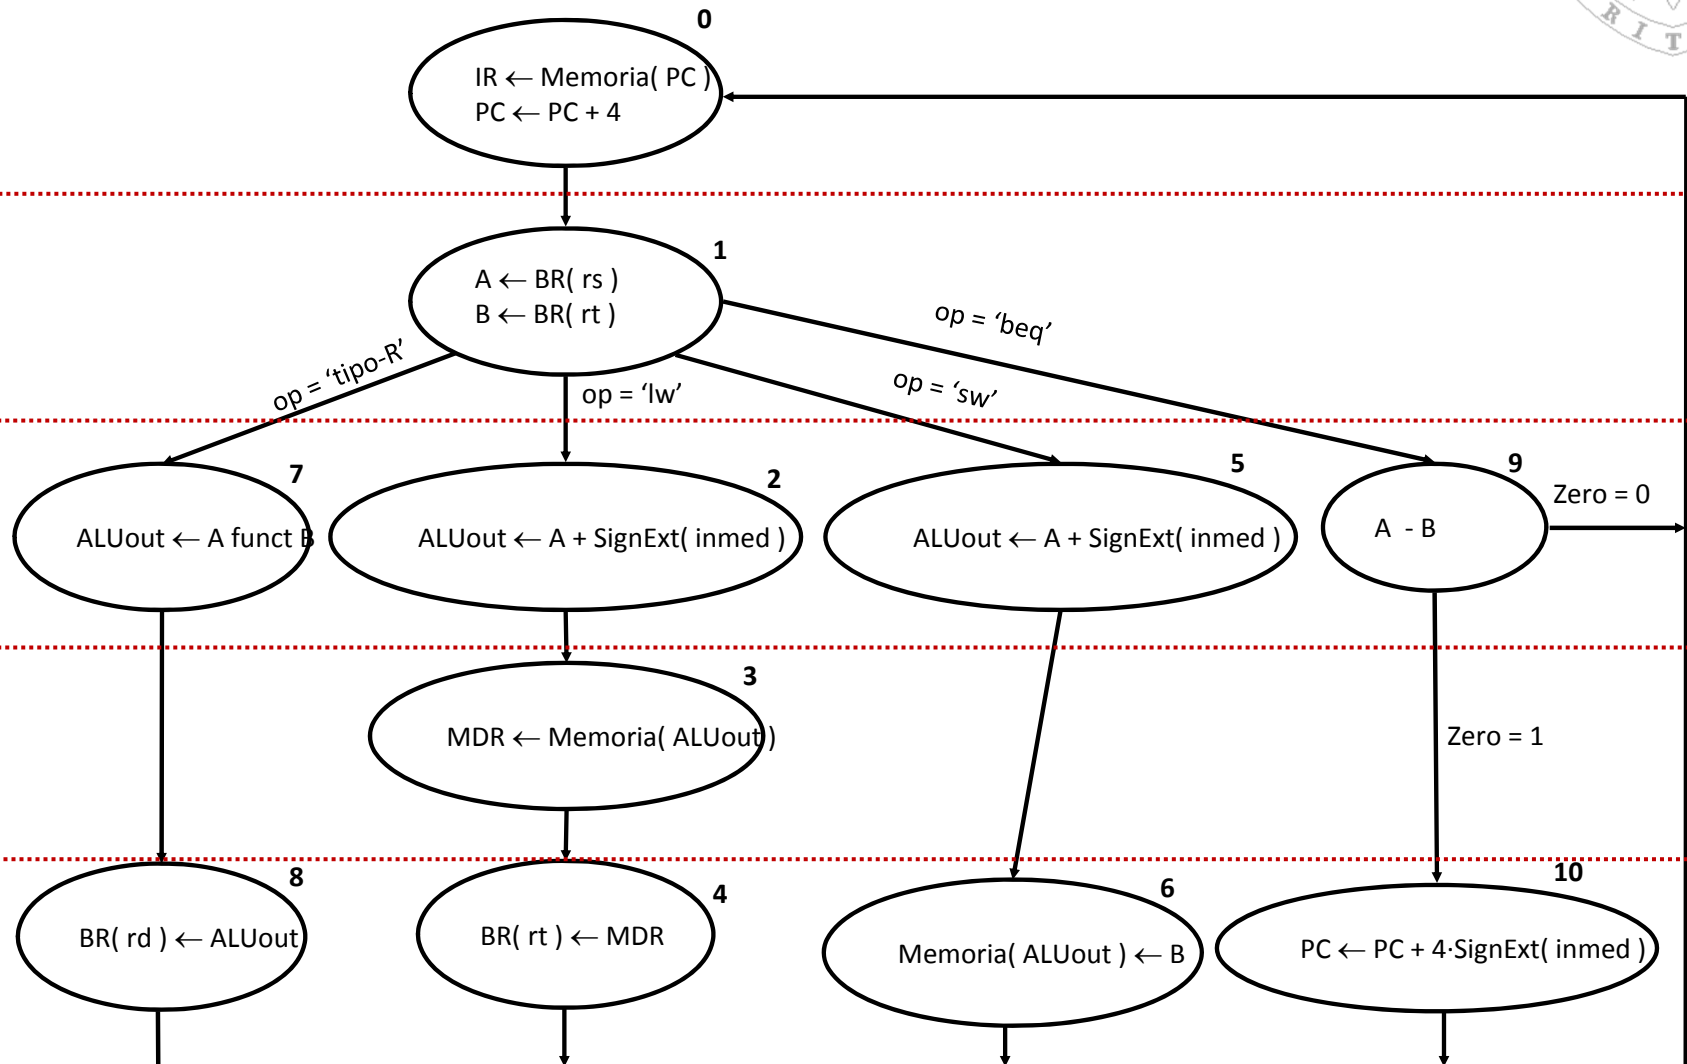 0
IR ← Memoria( PC )
PC ← PC + 4
R I T
1
A ← BR( rs )
B ← BR( rt )
op = ‘tipo-R’
op = ‘lw’
op = ‘sw’
op = ‘beq’
7
ALUout ← A funct B
2
ALUout ← A + SignExt( inmed )
5
ALUout ← A + SignExt( inmed )
9
A - B
Zero = 0
3
MDR ← Memoria( ALUout )
Zero = 1
8
BR( rd ) ← ALUout
4
BR( rt ) ← MDR
6
Memoria( ALUout ) ← B
10
PC ← PC + 4·SignExt( inmed )